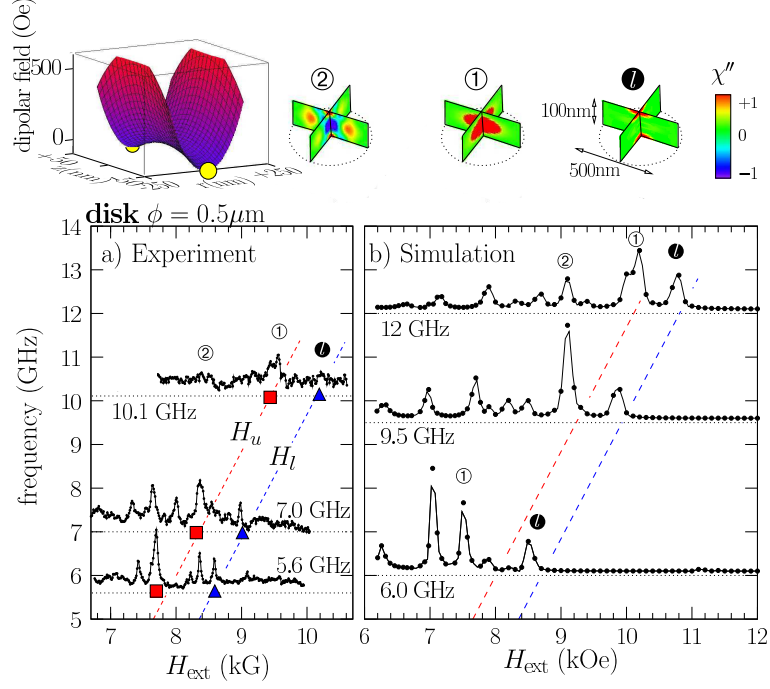 ② ① l χ″
dipolar field (Oe)
500
0
+50 −50 −250 +250
z(nm) r(nm)
100nm
500nm
+1
0
−1
disk ϕ = 0.5μm
a) Experiment
14
13
12
11
10
9
8
7
6
5
frequency (GHz)
② ① l
10.1 GHz
H_u
H_l
7.0 GHz
5.6 GHz
7 8 9 10
H_ext (kG)
b) Simulation
② ① l
12 GHz
9.5 GHz
① l
6.0 GHz
6 7 8 9 10 11 12
H_ext (kOe)